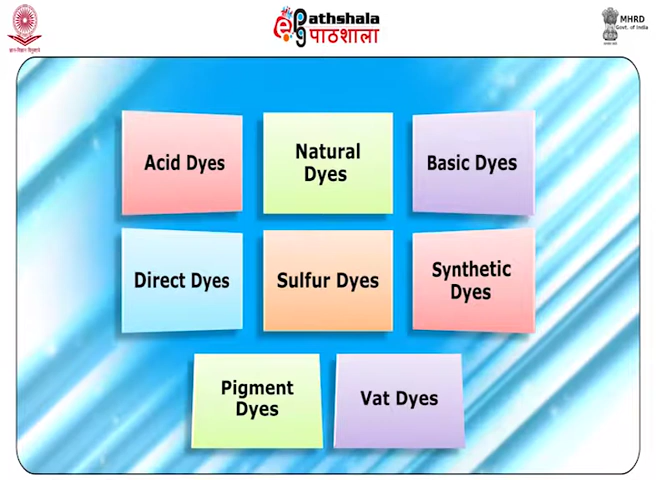 ePG athshala
पाठशाला
MHRD
Govt. of India
Acid Dyes
Natural
Dyes
Basic Dyes
Direct Dyes
Sulfur Dyes
Synthetic
Dyes
Pigment
Dyes
Vat Dyes